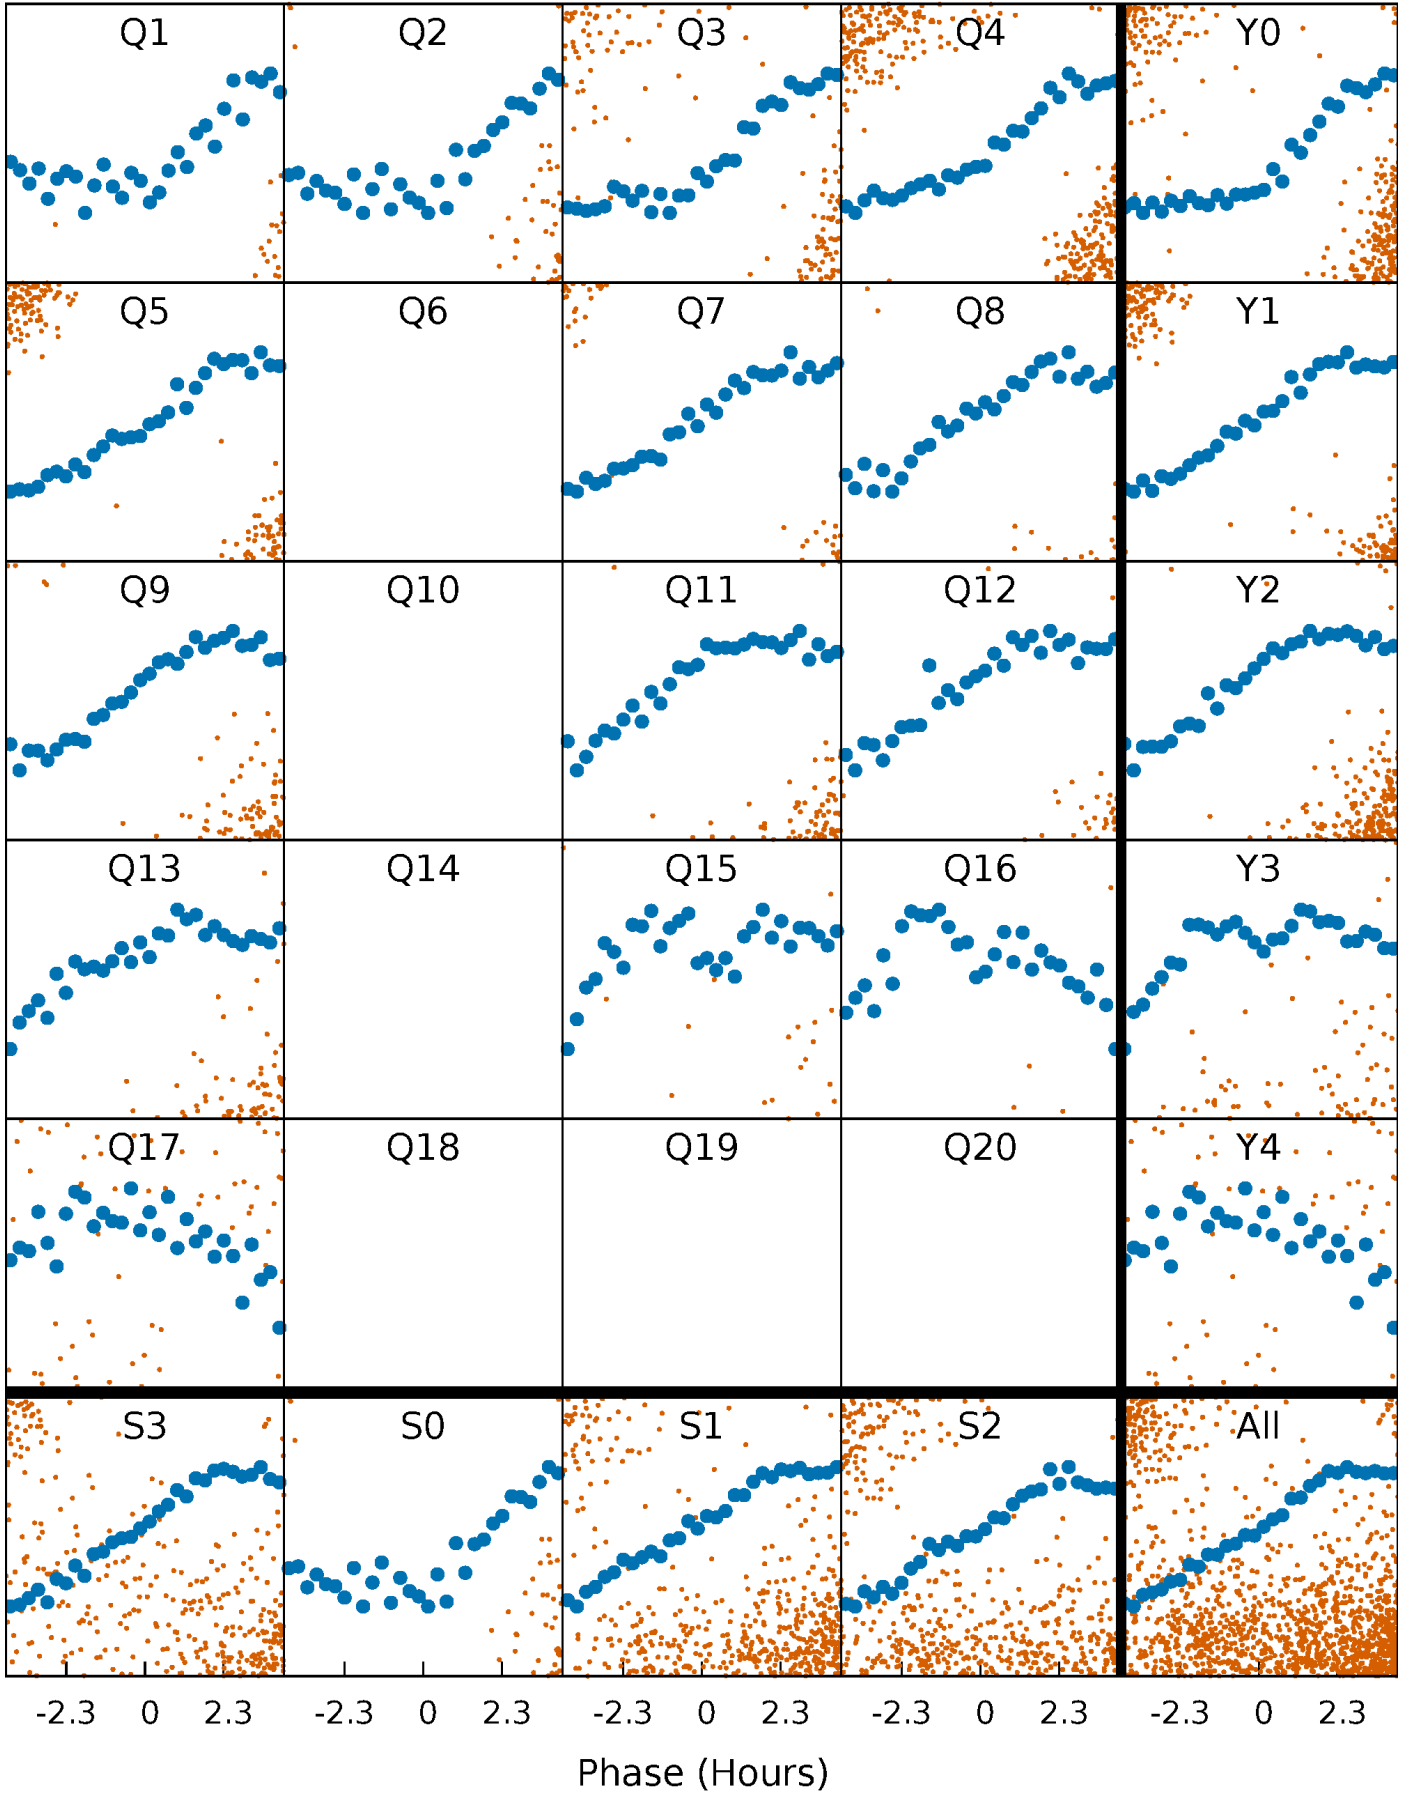 Q1 Q2 Q3 Q4 Y0
Q5 Q6 Q7 Q8 Y1
Q9 Q10 Q11 Q12 Y2
Q13 Q14 Q15 Q16 Y3
Q17 Q18 Q19 Q20 Y4
S3 S0 S1 S2 All
-2.3 0 2.3 -2.3 0 2.3 -2.3 0 2.3 -2.3 0 2.3 -2.3 0 2.3
Phase (Hours)